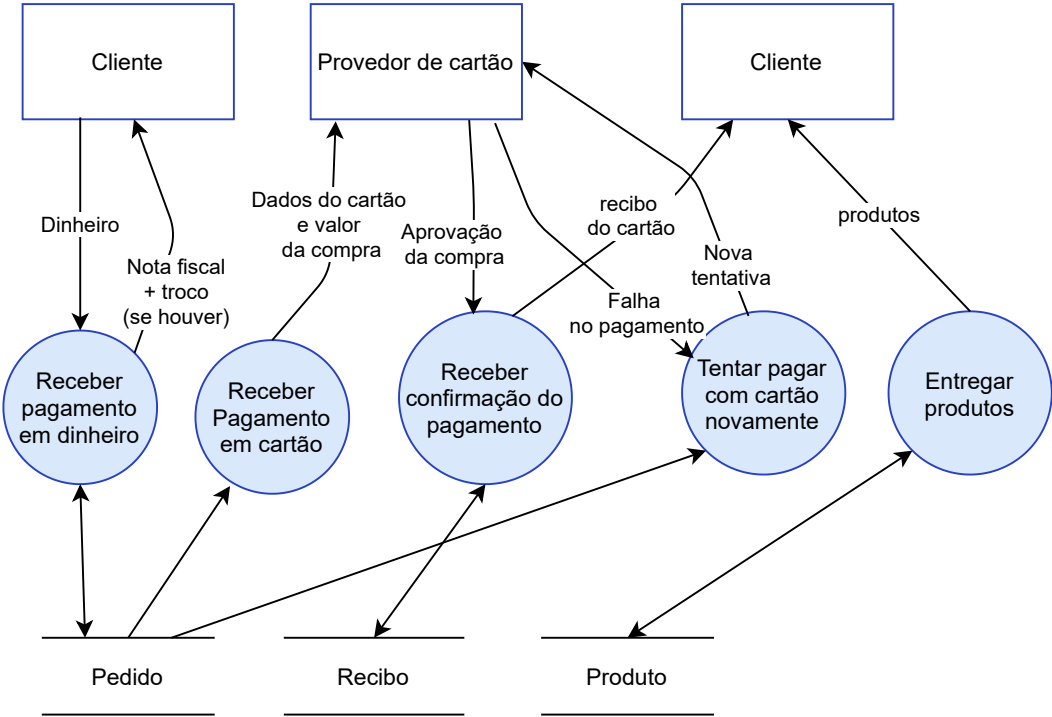 Cliente
Provedor de cartão
Cliente
Dinheiro
Nota fiscal
+ troco
(se houver)
Dados do cartão
e valor
da compra
Aprovação
da compra
recibo
do cartão
Falha
no pagamento
Nova
tentativa
produtos
Receber
pagamento
em dinheiro
Receber
Pagamento
em cartão
Receber
confirmação do
pagamento
Tentar pagar
com cartão
novamente
Entregar
produtos
Pedido
Recibo
Produto